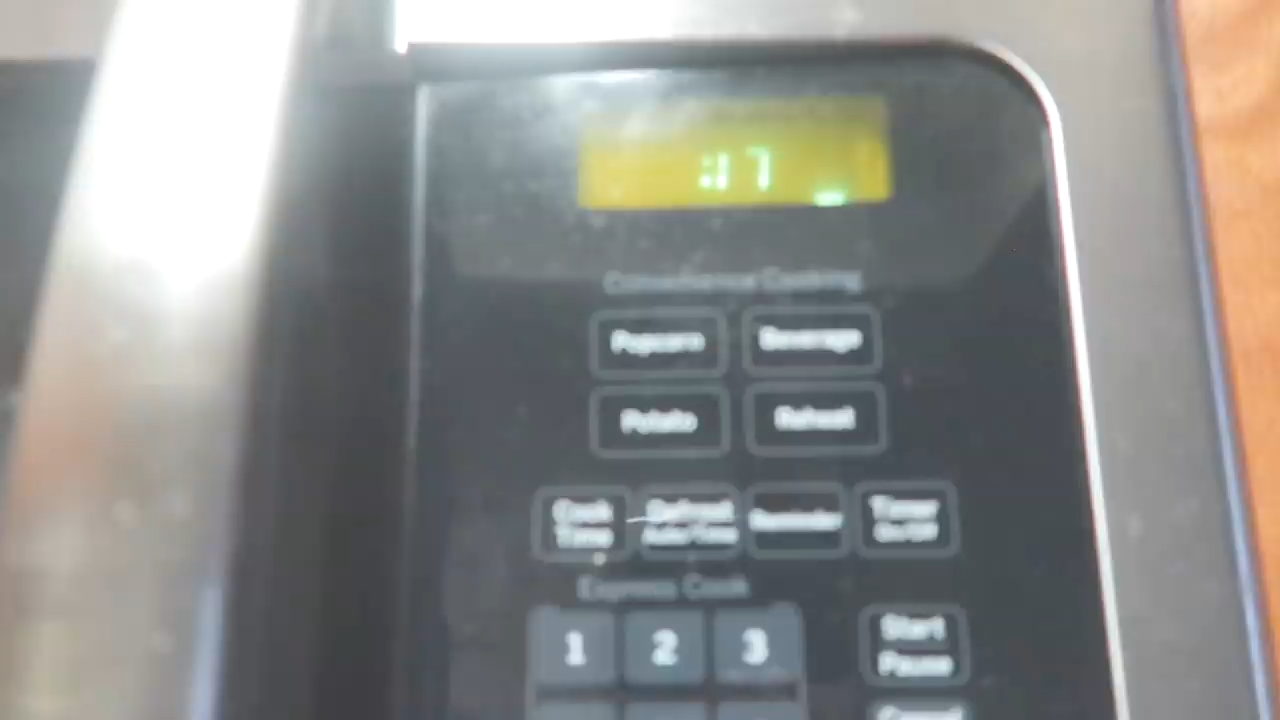 :17
Convenience Cooking
Popcorn
Beverage
Potato
Reheat
Cook
Time
Defrost
Auto/Time
Reminder
Timer
On/Off
Express Cook
1
2
3
Start
Pause